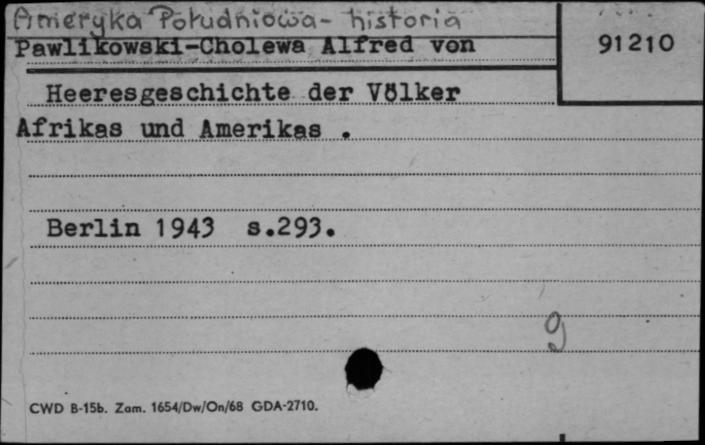 Ameryka Południowa - historia
Pawlikowski-Cholewa Alfred von
91210
Heeresgeschichte der Völker
Afrikas und Amerikas .
Berlin 1943 s.293.
g
CWD B-15b. Zam. 1654/Dw/On/68 GDA-2710.